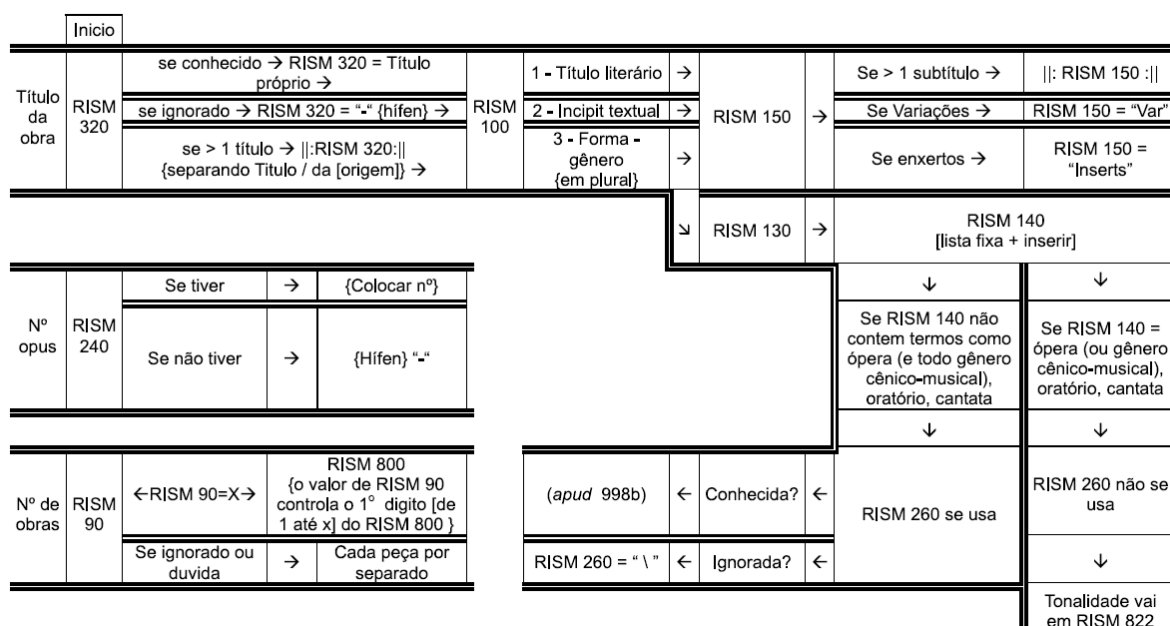 Inicio
Título
da
obra
RISM
320
se conhecido → RISM 320 = Título
próprio →
se ignorado → RISM 320 = "-" {hífen} →
se > 1 título → ||:RISM 320:||
{separando Titulo / da [origem]} →
RISM
100
1 - Título literário →
2 - Incipit textual →
3 - Forma -
gênero
{em plural}
→
RISM 150 →
Se > 1 subtítulo → ||: RISM 150 :||
Se Variações → RISM 150 = "Var"
Se enxertos → RISM 150 =
"Inserts"
↘ RISM 130 → RISM 140
[lista fixa + inserir]
Nº
opus
RISM
240
Se tiver → {Colocar nº}
Se não tiver → {Hífen} "-"
↓ ↓
Se RISM 140 não
contem termos como
ópera (e todo gênero
cênico-musical),
oratório, cantata
Se RISM 140 =
ópera (ou gênero
cênico-musical),
oratório, cantata
↓ ↓
Nº de
obras
RISM
90
←RISM 90=X→
RISM 800
{o valor de RISM 90
controla o 1° digito [de
1 até x] do RISM 800 }
Se ignorado ou
duvida
→
Cada peça por
separado
(apud 998b) ← Conhecida? ←
RISM 260 = " \ " ← Ignorada? ←
RISM 260 se usa
RISM 260 não se
usa
↓
Tonalidade vai
em RISM 822